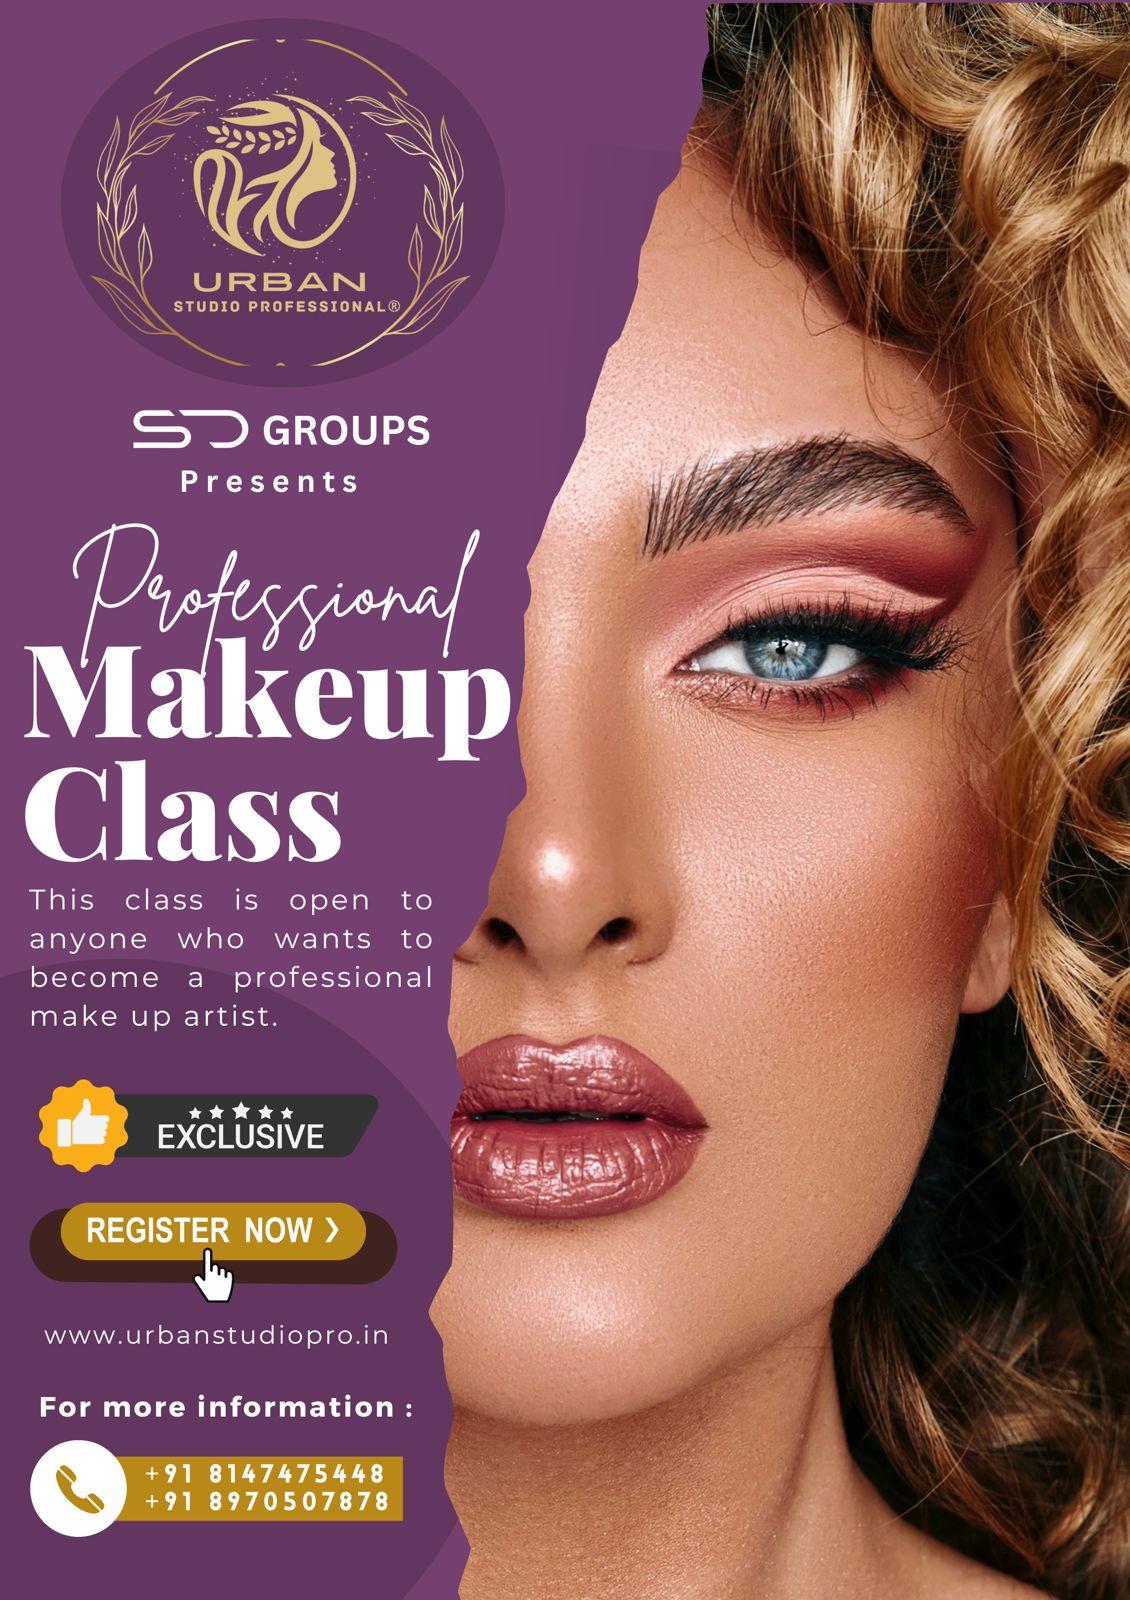 URBAN
STUDIO PROFESSIONAL®
SD GROUPS
Presents
Professional
Makeup
Class
This class is open to
anyone who wants to
become a professional
make up artist.
EXCLUSIVE
REGISTER NOW ❯
www.urbanstudiopro.in
For more information :
+91 8147475448
+91 8970507878